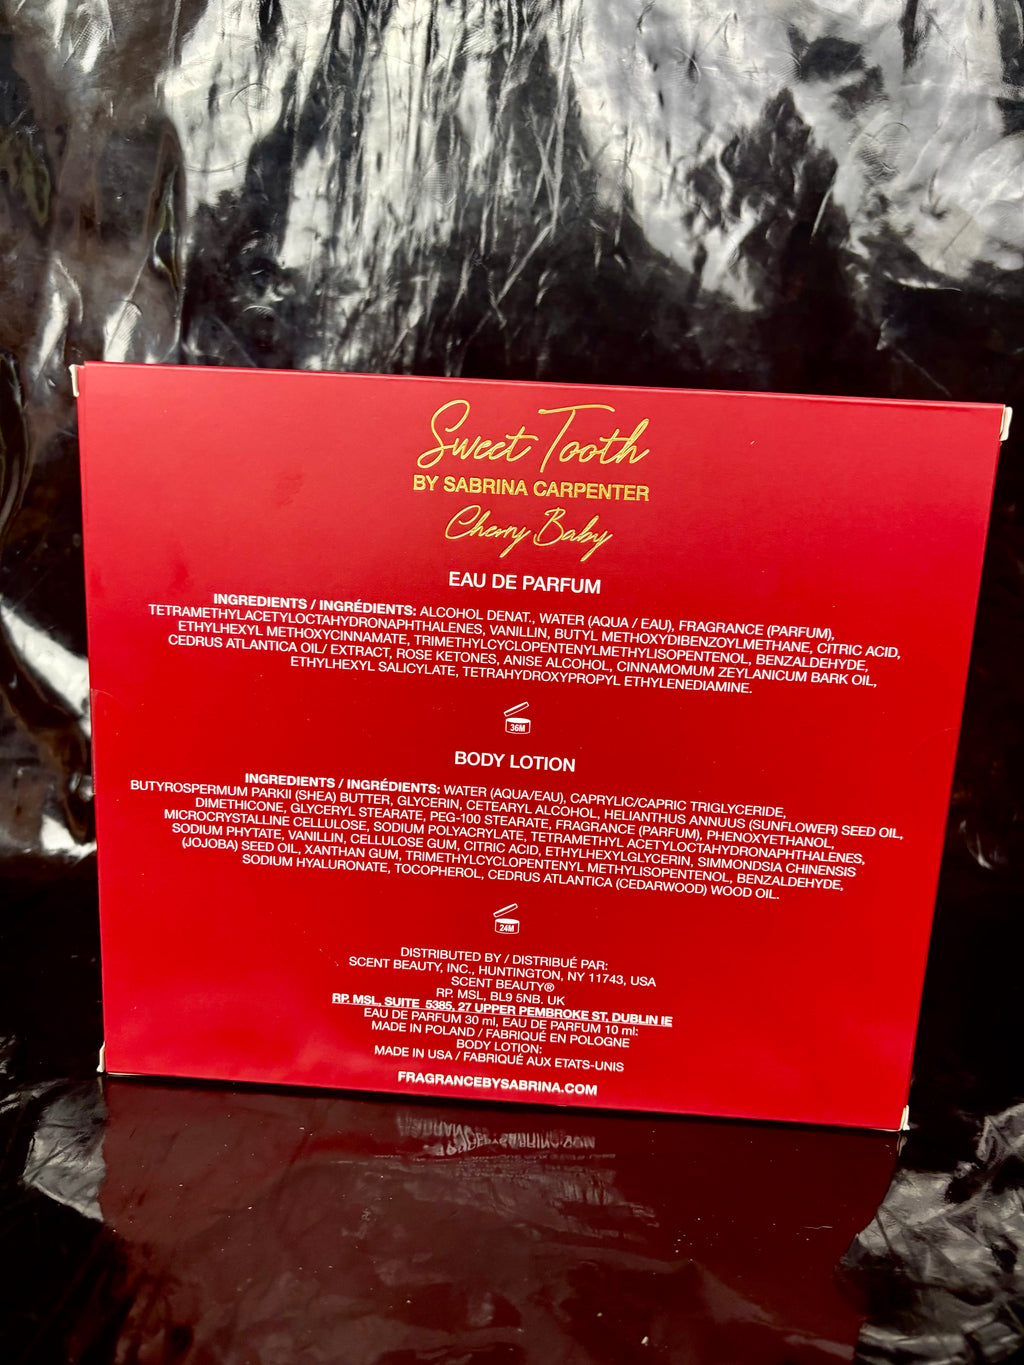 Sweet Tooth
BY SABRINA CARPENTER
Cherry Baby
EAU DE PARFUM
INGREDIENTS / INGRÉDIENTS: ALCOHOL DENAT., WATER (AQUA / EAU), FRAGRANCE (PARFUM),
TETRAMETHYLACETYLOCTAHYDRONAPHTHALENES, VANILLIN, BUTYL METHOXYDIBENZOYLMETHANE, CITRIC ACID,
ETHYLHEXYL METHOXYCINNAMATE, TRIMETHYLCYCLOPENTENYLMETHYLISOPENTENOL, BENZALDEHYDE,
CEDRUS ATLANTICA OIL/ EXTRACT, ROSE KETONES, ANISE ALCOHOL, CINNAMOMUM ZEYLANICUM BARK OIL,
ETHYLHEXYL SALICYLATE, TETRAHYDROXYPROPYL ETHYLENEDIAMINE.
36M
BODY LOTION
INGREDIENTS / INGRÉDIENTS: WATER (AQUA/EAU), CAPRYLIC/CAPRIC TRIGLYCERIDE,
BUTYROSPERMUM PARKII (SHEA) BUTTER, GLYCERIN, CETEARYL ALCOHOL, HELIANTHUS ANNUUS (SUNFLOWER) SEED OIL,
DIMETHICONE, GLYCERYL STEARATE, PEG-100 STEARATE, FRAGRANCE (PARFUM), PHENOXYETHANOL,
MICROCRYSTALLINE CELLULOSE, SODIUM POLYACRYLATE, TETRAMETHYL ACETYLOCTAHYDRONAPHTHALENES,
SODIUM PHYTATE, VANILLIN, CELLULOSE GUM, CITRIC ACID, ETHYLHEXYLGLYCERIN, SIMMONDSIA CHINENSIS
(JOJOBA) SEED OIL, XANTHAN GUM, TRIMETHYLCYCLOPENTENYL METHYLISOPENTENOL, BENZALDEHYDE,
SODIUM HYALURONATE, TOCOPHEROL, CEDRUS ATLANTICA (CEDARWOOD) WOOD OIL.
24M
DISTRIBUTED BY / DISTRIBUÉ PAR:
SCENT BEAUTY, INC., HUNTINGTON, NY 11743, USA
SCENT BEAUTY®
RP. MSL, BL9 5NB. UK
RP. MSL, SUITE 5385, 27 UPPER PEMBROKE ST, DUBLIN IE
EAU DE PARFUM 30 ml, EAU DE PARFUM 10 ml:
MADE IN POLAND / FABRIQUÉ EN POLOGNE
BODY LOTION:
MADE IN USA / FABRIQUÉ AUX ETATS-UNIS
FRAGRANCEBYSABRINA.COM